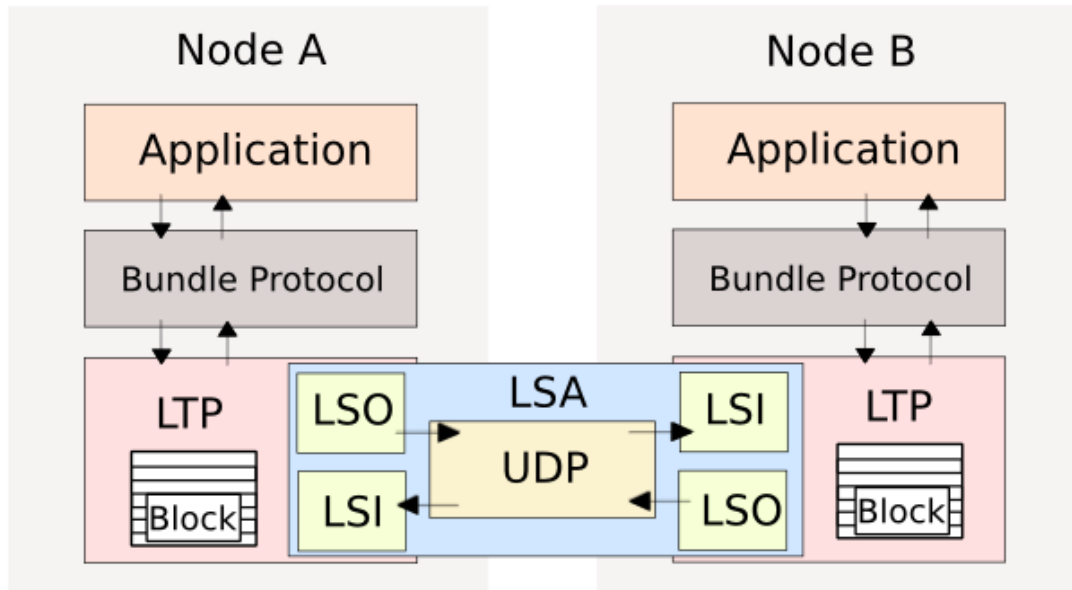 Node A
Node B
Application
Application
Bundle Protocol
Bundle Protocol
LTP
LSO
LSA
LSI
LTP
UDP
Block
LSI
LSO
Block